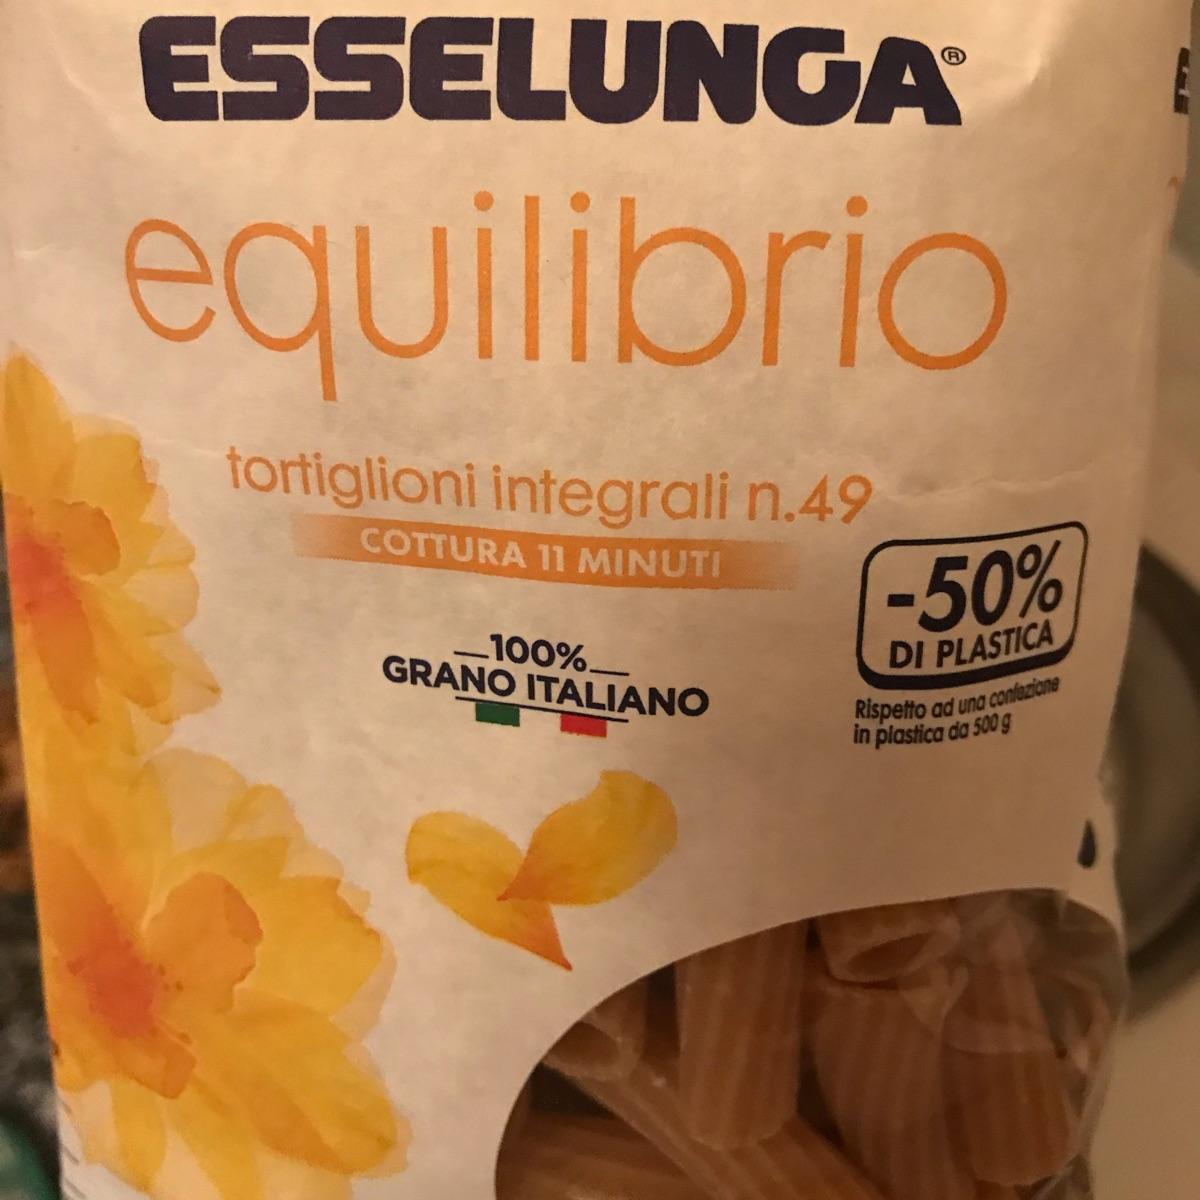 ESSELUNGA®
equilibrio
tortiglioni integrali n.49
COTTURA 11 MINUTI
100%
GRANO ITALIANO
-50%
DI PLASTICA
Rispetto ad una confezione
in plastica da 500 g